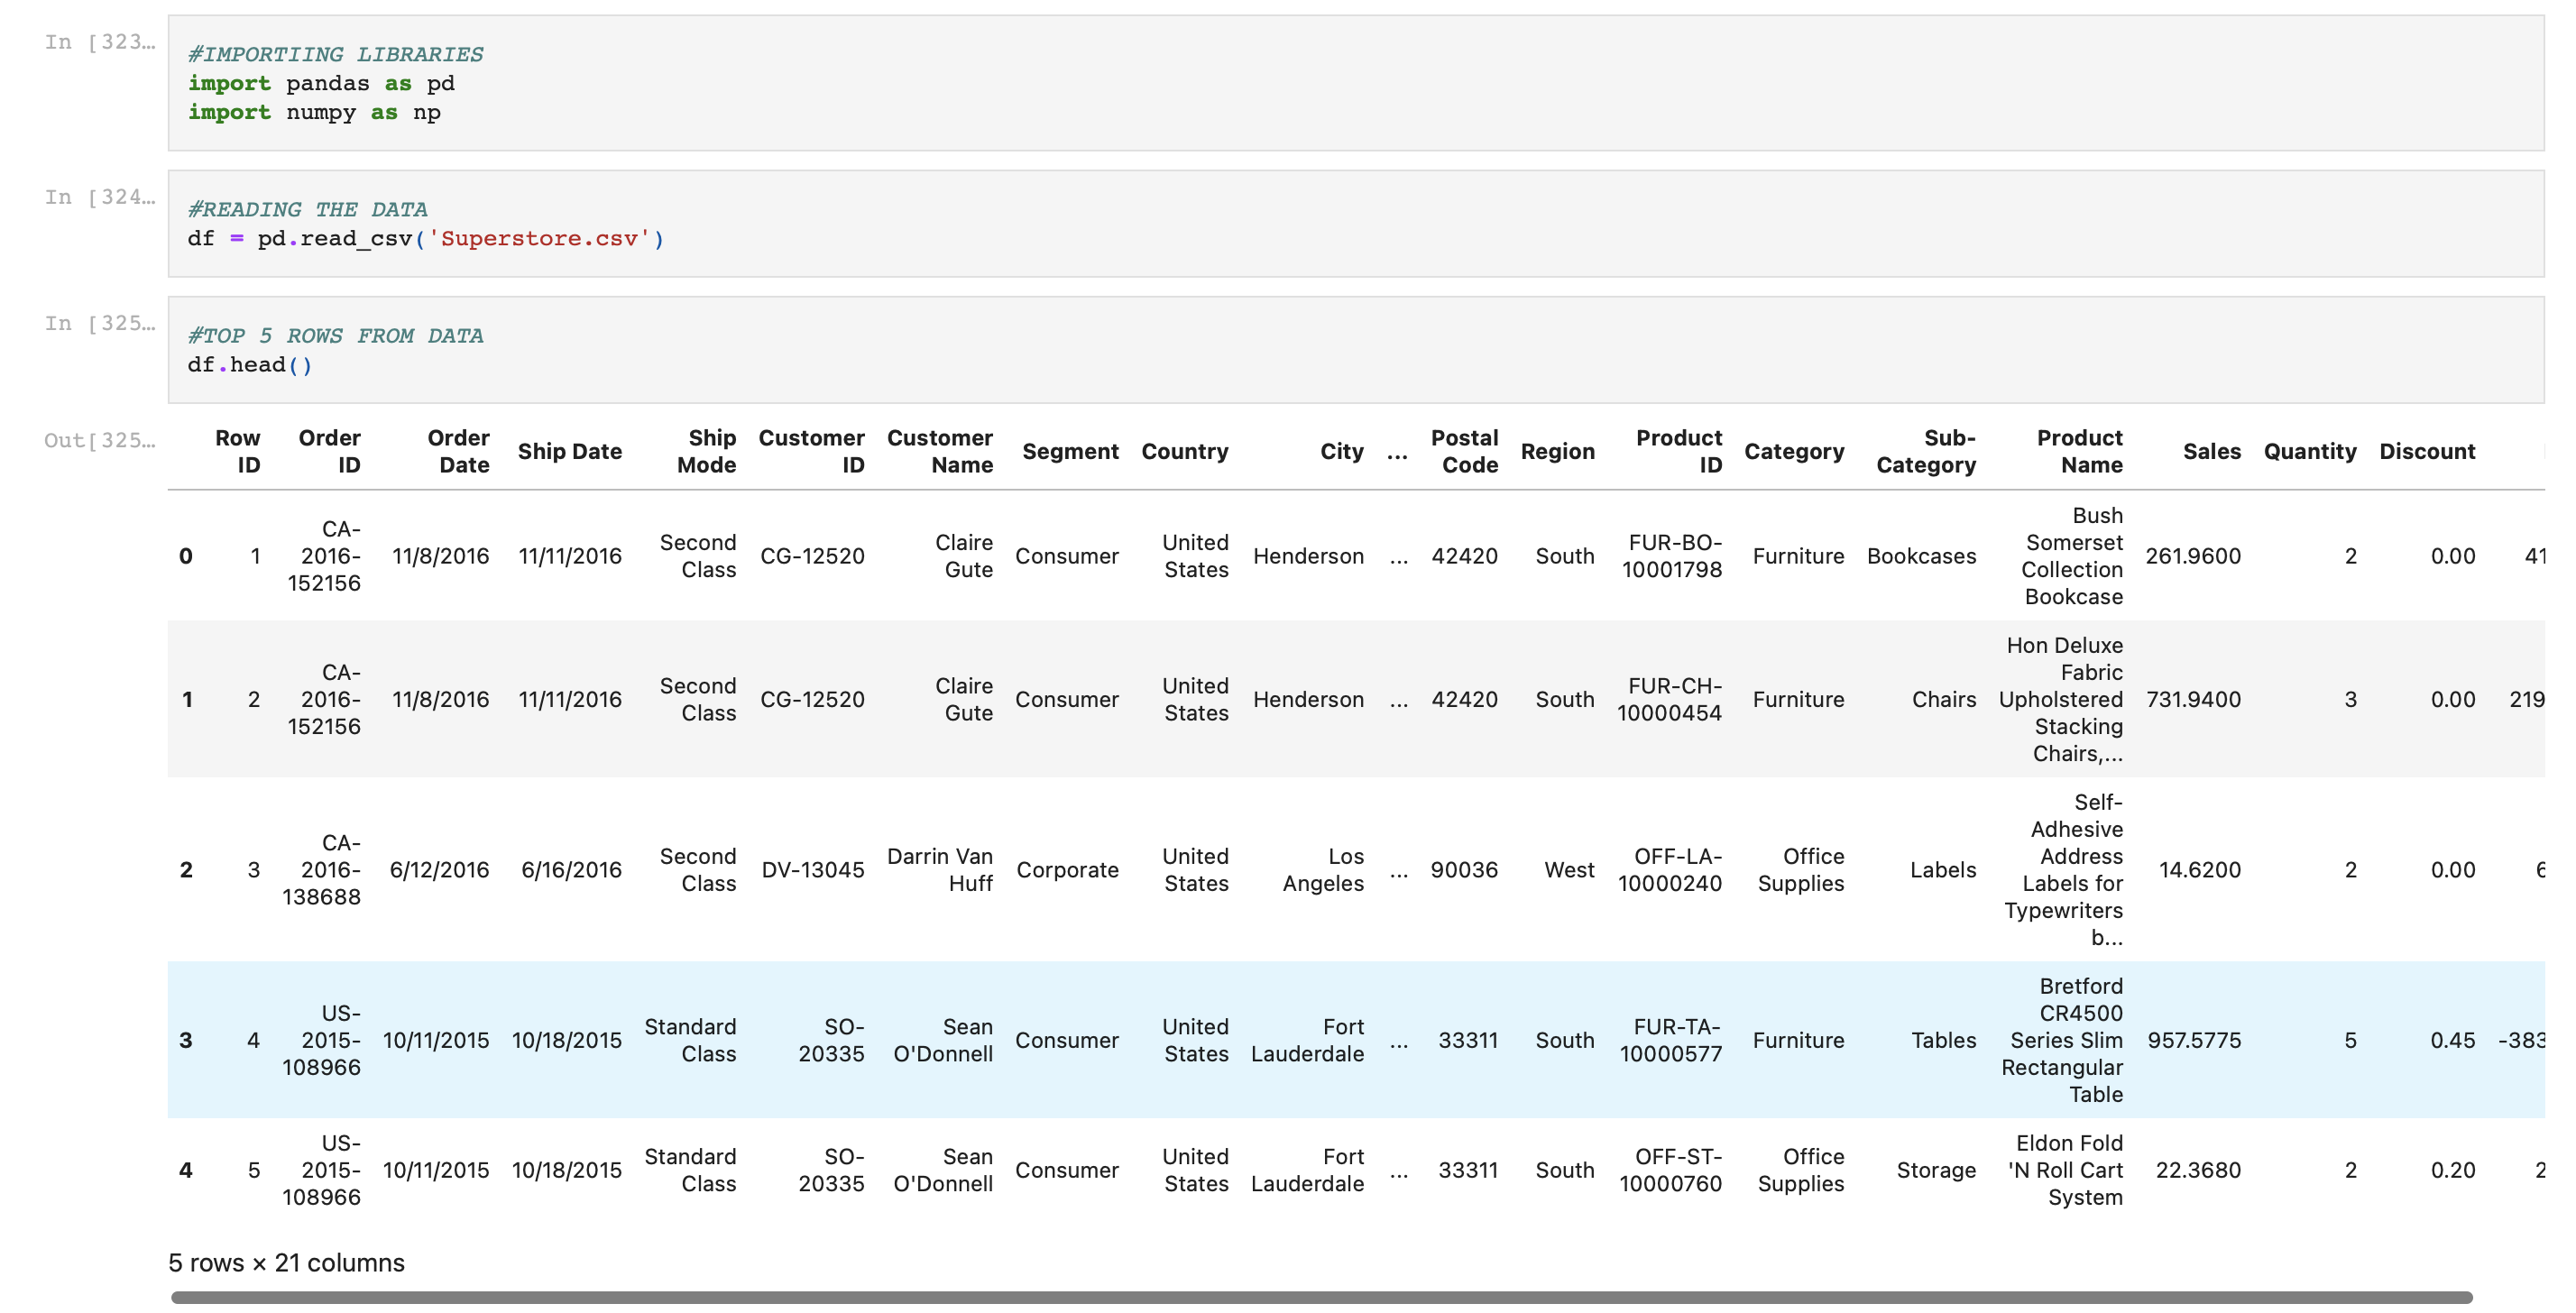 In [323…
#IMPORTIING LIBRARIES
import pandas as pd
import numpy as np
In [324…
#READING THE DATA
df = pd.read_csv('Superstore.csv')
In [325…
#TOP 5 ROWS FROM DATA
df.head()
Out[325…
Row ID Order ID Order Date Ship Date Ship Mode Customer ID Customer Name Segment Country City ... Postal Code Region Product ID Category Sub-Category Product Name Sales Quantity Discount
0 1 CA-2016-152156 11/8/2016 11/11/2016 Second Class CG-12520 Claire Gute Consumer United States Henderson ... 42420 South FUR-BO-10001798 Furniture Bookcases Bush Somerset Collection Bookcase 261.9600 2 0.00 41
1 2 CA-2016-152156 11/8/2016 11/11/2016 Second Class CG-12520 Claire Gute Consumer United States Henderson ... 42420 South FUR-CH-10000454 Furniture Chairs Hon Deluxe Fabric Upholstered Stacking Chairs,... 731.9400 3 0.00 219
2 3 CA-2016-138688 6/12/2016 6/16/2016 Second Class DV-13045 Darrin Van Huff Corporate United States Los Angeles ... 90036 West OFF-LA-10000240 Office Supplies Labels Self-Adhesive Address Labels for Typewriters b... 14.6200 2 0.00 6
3 4 US-2015-108966 10/11/2015 10/18/2015 Standard Class SO-20335 Sean O'Donnell Consumer United States Fort Lauderdale ... 33311 South FUR-TA-10000577 Furniture Tables Bretford CR4500 Series Slim Rectangular Table 957.5775 5 0.45 -383
4 5 US-2015-108966 10/11/2015 10/18/2015 Standard Class SO-20335 Sean O'Donnell Consumer United States Fort Lauderdale ... 33311 South OFF-ST-10000760 Office Supplies Storage Eldon Fold 'N Roll Cart System 22.3680 2 0.20 2
5 rows × 21 columns